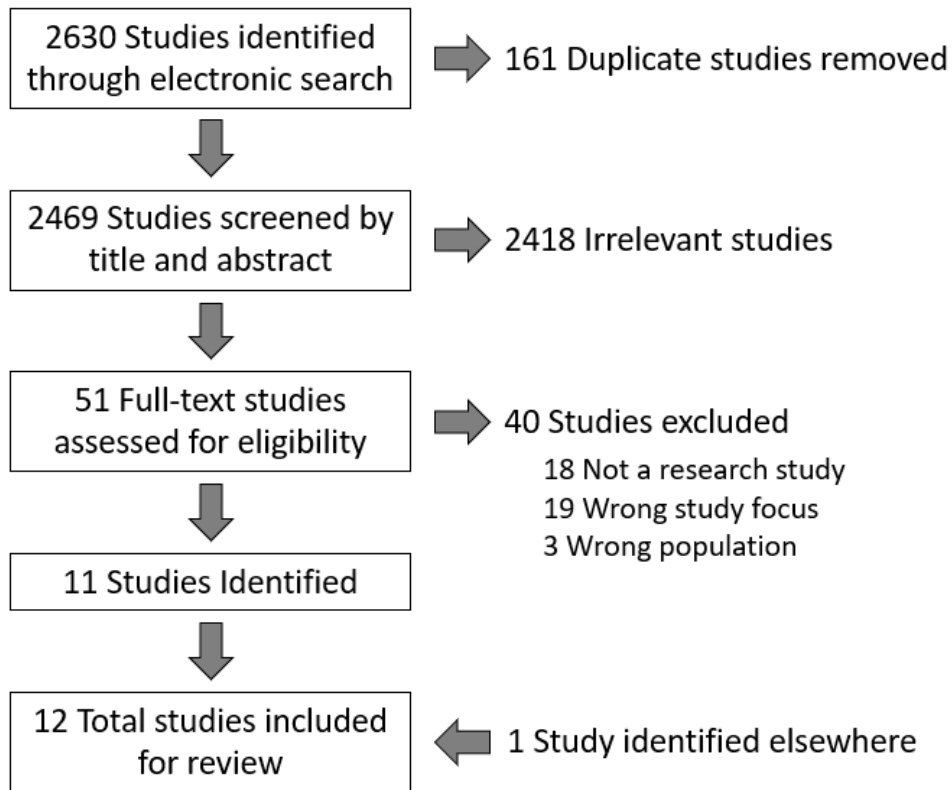 2630 Studies identified
through electronic search
161 Duplicate studies removed
2469 Studies screened by
title and abstract
2418 Irrelevant studies
51 Full-text studies
assessed for eligibility
40 Studies excluded
18 Not a research study
19 Wrong study focus
3 Wrong population
11 Studies Identified
12 Total studies included
for review
1 Study identified elsewhere